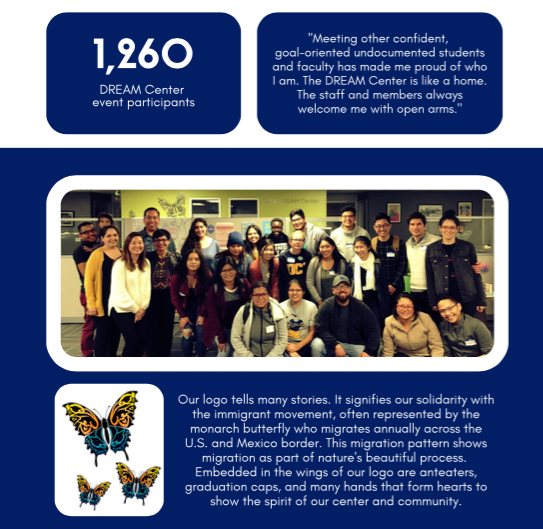 1,260
DREAM Center
event participants
"Meeting other confident,
goal-oriented undocumented students
and faculty has made me proud of who
I am. The DREAM Center is like a home.
The staff and members always
welcome me with open arms."
UCI
Our logo tells many stories. It signifies our solidarity with
the immigrant movement, often represented by the
monarch butterfly who migrates annually across the
U.S. and Mexico border. This migration pattern shows
migration as part of nature's beautiful process.
Embedded in the wings of our logo are anteaters,
graduation caps, and many hands that form hearts to
show the spirit of our center and community.